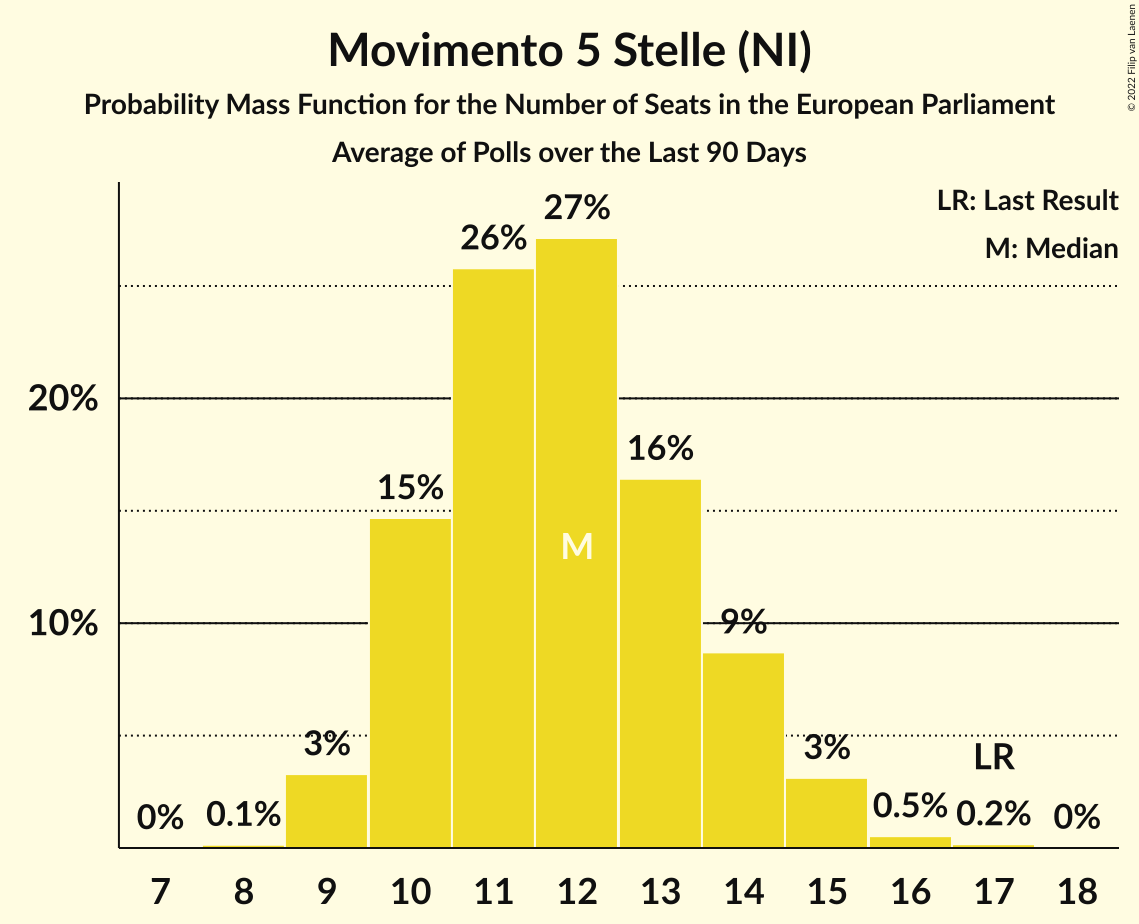 Movimento 5 Stelle (NI)
Probability Mass Function for the Number of Seats in the European Parliament
Average of Polls over the Last 90 Days
© 2022 Filip van Laenen
LR: Last Result
M: Median
20%
10%
0%
0.1%
3%
15%
26%
27%
M
16%
9%
3%
0.5%
LR
0.2%
0%
7 8 9 10 11 12 13 14 15 16 17 18